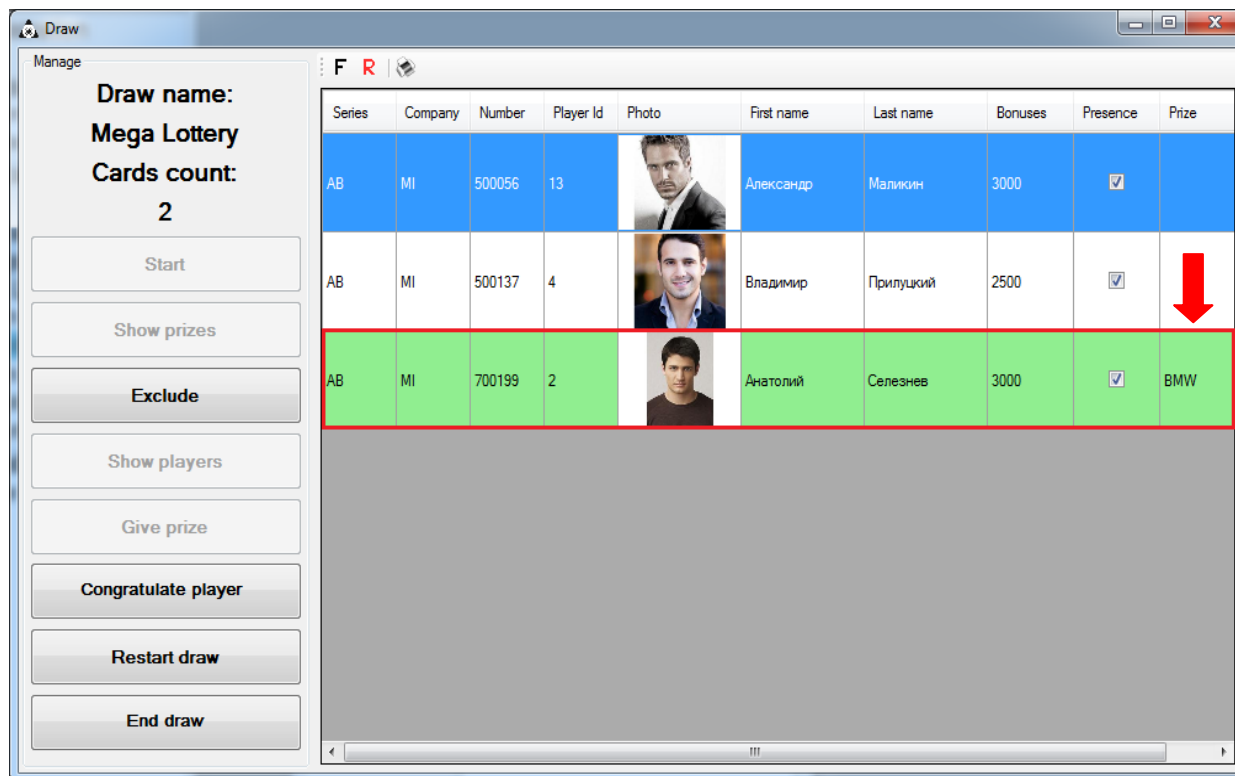 Draw
Manage
Draw name:
Mega Lottery
Cards count:
2
Start
Show prizes
Exclude
Show players
Give prize
Congratulate player
Restart draw
End draw
F R
Series Company Number Player Id Photo First name Last name Bonuses Presence Prize
AB MI 500056 13 Александр Маликин 3000
AB MI 500137 4 Владимир Прилуцкий 2500
AB MI 700199 2 Анатолий Селезнев 3000 BMW